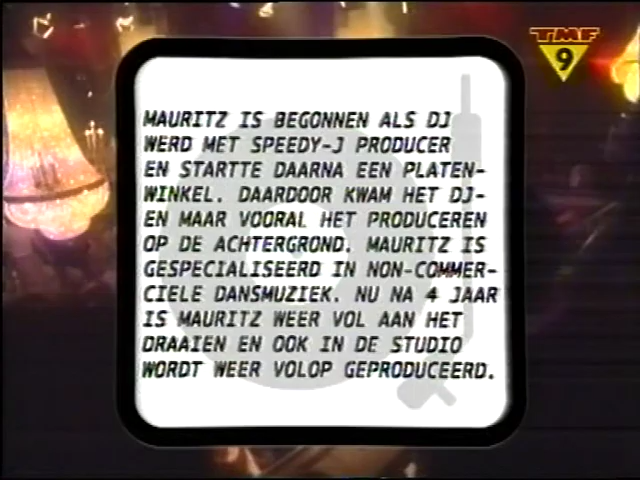 TMF
9
MAURITZ IS BEGONNEN ALS DJ
WERD MET SPEEDY-J PRODUCER
EN STARTTE DAARNA EEN PLATEN-
WINKEL. DAARDOOR KWAM HET DJ-
EN MAAR VOORAL HET PRODUCEREN
OP DE ACHTERGROND. MAURITZ IS
GESPECIALISEERD IN NON-COMMER-
CIELE DANSMUZIEK. NU NA 4 JAAR
IS MAURITZ WEER VOL AAN HET
DRAAIEN EN OOK IN DE STUDIO
WORDT WEER VOLOP GEPRODUCEERD.